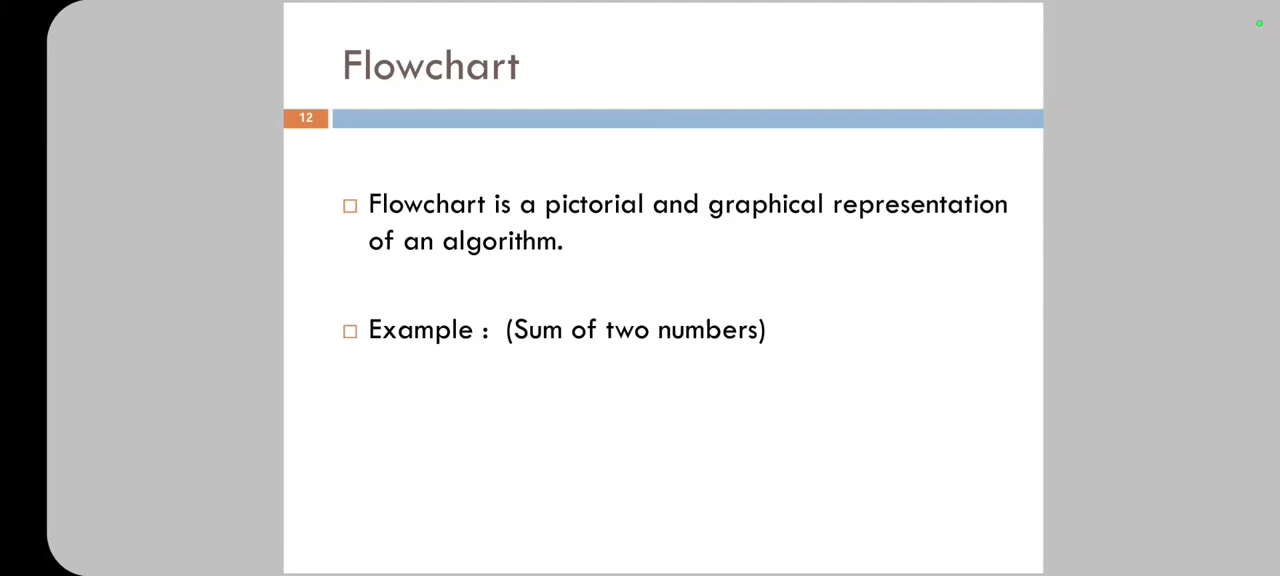 Flowchart
12
Flowchart is a pictorial and graphical representation
of an algorithm.
Example : (Sum of two numbers)